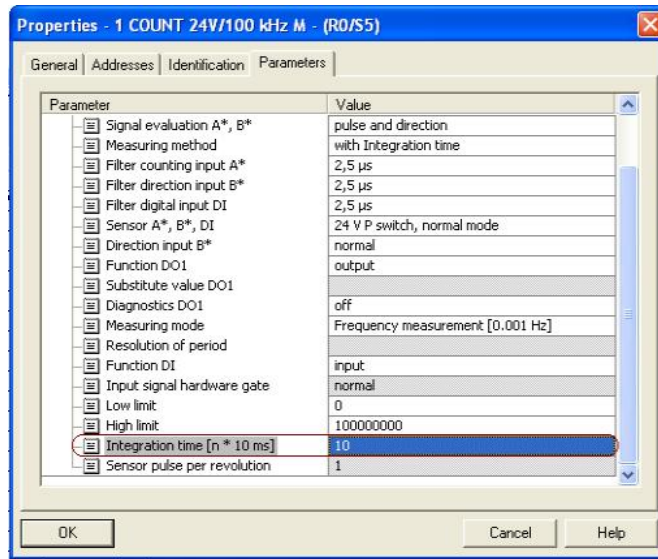 Properties - 1 COUNT 24V/100 kHz M - (R0/S5)
General Addresses Identification Parameters
Parameter Value
Signal evaluation A*, B* pulse and direction
Measuring method with Integration time
Filter counting input A* 2,5 µs
Filter direction input B* 2,5 µs
Filter digital input DI 2,5 µs
Sensor A*, B*, DI 24 V P switch, normal mode
Direction input B* normal
Function DO1 output
Substitute value DO1
Diagnostics DO1 off
Measuring mode Frequency measurement [0.001 Hz]
Resolution of period
Function DI input
Input signal hardware gate normal
Low limit 0
High limit 100000000
Integration time [n * 10 ms] 10
Sensor pulse per revolution 1
OK Cancel Help